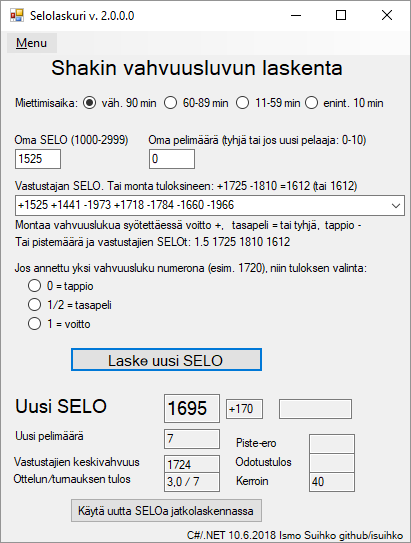 Selolaskuri v. 2.0.0.0
Menu
Shakin vahvuusluvun laskenta
Miettimisaika: väh. 90 min 60-89 min 11-59 min enint. 10 min
Oma SELO (1000-2999) Oma pelimäärä (tyhjä tai jos uusi pelaaja: 0-10)
1525 0
Vastustajan SELO. Tai monta tuloksineen: +1725 -1810 =1612 (tai 1612)
+1525 +1441 -1973 +1718 -1784 -1660 -1966
Montaa vahvuuslukua syötettäessä voitto +, tasapeli = tai tyhjä, tappio -
Tai pistemäärä ja vastustajien SELOt: 1.5 1725 1810 1612
Jos annettu yksi vahvuusluku numerona (esim. 1720), niin tuloksen valinta:
0 = tappio
1/2 = tasapeli
1 = voitto
Laske uusi SELO
Uusi SELO 1695 +170
Uusi pelimäärä 7 Piste-ero
Vastustajien keskivahvuus 1724 Odotustulos
Ottelun/turnauksen tulos 3,0 / 7 Kerroin 40
Käytä uutta SELOa jatkolaskennassa
C#/.NET 10.6.2018 Ismo Suihko github/isuihko